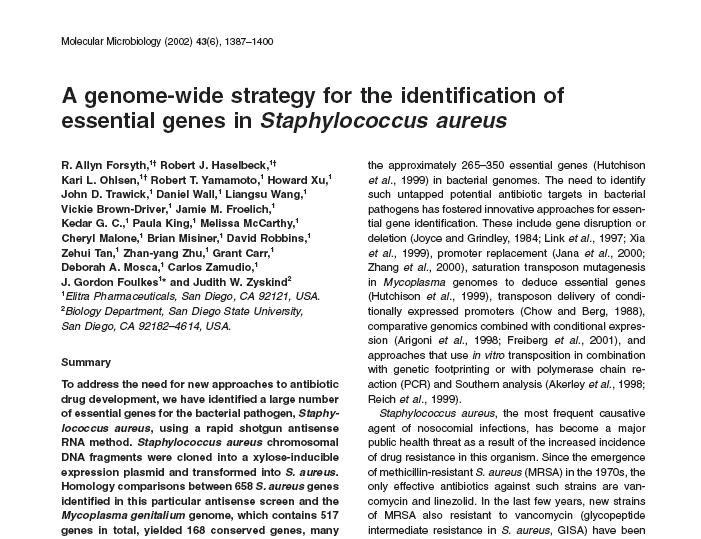 Molecular Microbiology (2002) 43(6), 1387–1400
A genome-wide strategy for the identification of
essential genes in Staphylococcus aureus
R. Allyn Forsyth,1† Robert J. Haselbeck,1†
Kari L. Ohlsen,1† Robert T. Yamamoto,1 Howard Xu,1
John D. Trawick,1 Daniel Wall,1 Liangsu Wang,1
Vickie Brown-Driver,1 Jamie M. Froelich,1
Kedar G. C.,1 Paula King,1 Melissa McCarthy,1
Cheryl Malone,1 Brian Misiner,1 David Robbins,1
Zehui Tan,1 Zhan-yang Zhu,1 Grant Carr,1
Deborah A. Mosca,1 Carlos Zamudio,1
J. Gordon Foulkes1* and Judith W. Zyskind2
1Elitra Pharmaceuticals, San Diego, CA 92121, USA.
2Biology Department, San Diego State University,
San Diego, CA 92182–4614, USA.
Summary
To address the need for new approaches to antibiotic
drug development, we have identified a large number
of essential genes for the bacterial pathogen, Staphy-
lococcus aureus, using a rapid shotgun antisense
RNA method. Staphylococcus aureus chromosomal
DNA fragments were cloned into a xylose-inducible
expression plasmid and transformed into S. aureus.
Homology comparisons between 658 S. aureus genes
identified in this particular antisense screen and the
Mycoplasma genitalium genome, which contains 517
genes in total, yielded 168 conserved genes, many
the approximately 265–350 essential genes (Hutchison
et al., 1999) in bacterial genomes. The need to identify
such untapped potential antibiotic targets in bacterial
pathogens has fostered innovative approaches for essen-
tial gene identification. These include gene disruption or
deletion (Joyce and Grindley, 1984; Link et al., 1997; Xia
et al., 1999), promoter replacement (Jana et al., 2000;
Zhang et al., 2000), saturation transposon mutagenesis
in Mycoplasma genomes to deduce essential genes
(Hutchison et al., 1999), transposon delivery of condi-
tionally expressed promoters (Chow and Berg, 1988),
comparative genomics combined with conditional expres-
sion (Arigoni et al., 1998; Freiberg et al., 2001), and
approaches that use in vitro transposition in combination
with genetic footprinting or with polymerase chain re-
action (PCR) and Southern analysis (Akerley et al., 1998;
Reich et al., 1999).
Staphylococcus aureus, the most frequent causative
agent of nosocomial infections, has become a major
public health threat as a result of the increased incidence
of drug resistance in this organism. Since the emergence
of methicillin-resistant S. aureus (MRSA) in the 1970s, the
only effective antibiotics against such strains are van-
comycin and linezolid. In the last few years, new strains
of MRSA also resistant to vancomycin (glycopeptide
intermediate resistance in S. aureus, GISA) have been